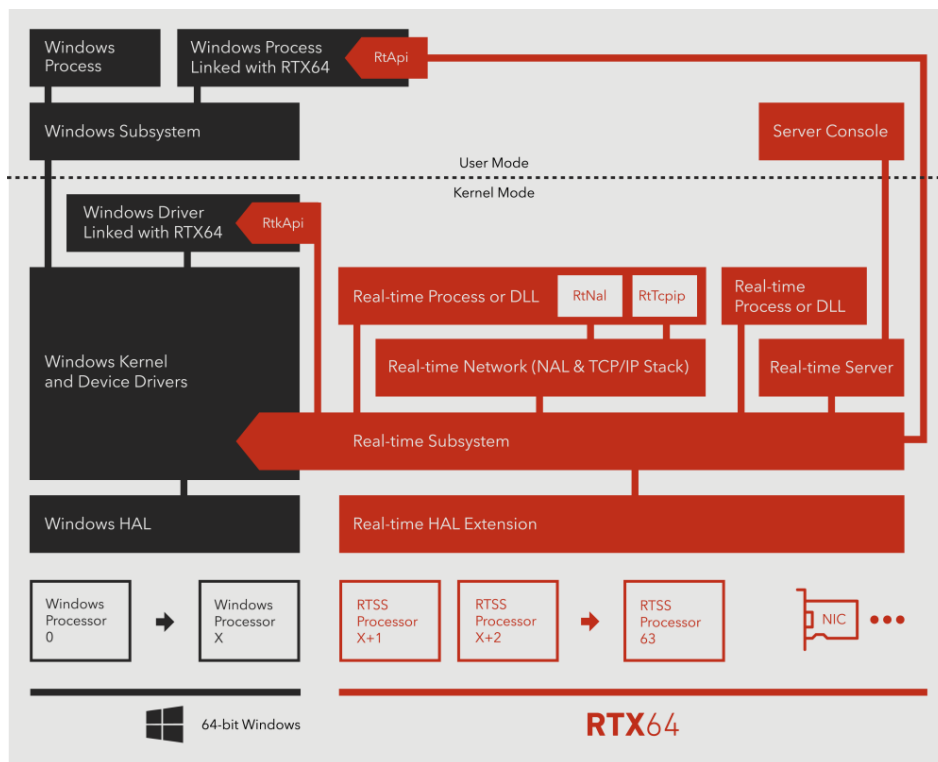 Windows
Process
Windows Process
Linked with RTX64
RtApi
Windows Subsystem
Server Console
User Mode
Kernel Mode
Windows Driver
Linked with RTX64
RtkApi
Real-time Process or DLL
RtNal
RtTcpip
Real-time
Process or DLL
Windows Kernel
and Device Drivers
Real-time Network (NAL & TCP/IP Stack)
Real-time Server
Real-time Subsystem
Windows HAL
Real-time HAL Extension
Windows
Processor
0
Windows
Processor
X
RTSS
Processor
X+1
RTSS
Processor
X+2
RTSS
Processor
63
NIC
64-bit Windows
RTX64